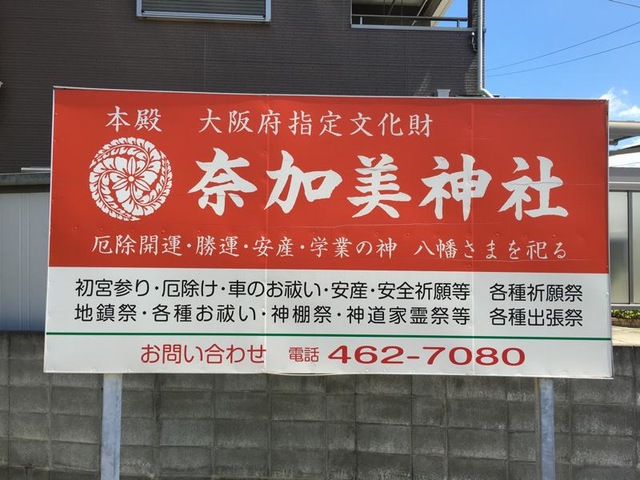 本殿 大阪府指定文化財
奈加美神社
厄除開運・勝運・安産・学業の神 八幡さまを祀る
初宮参り・厄除け・車のお祓い・安産・安全祈願等 各種祈願祭
地鎮祭・各種お祓い・神棚祭・神道家霊祭等 各種出張祭
お問い合わせ 電話 462-7080